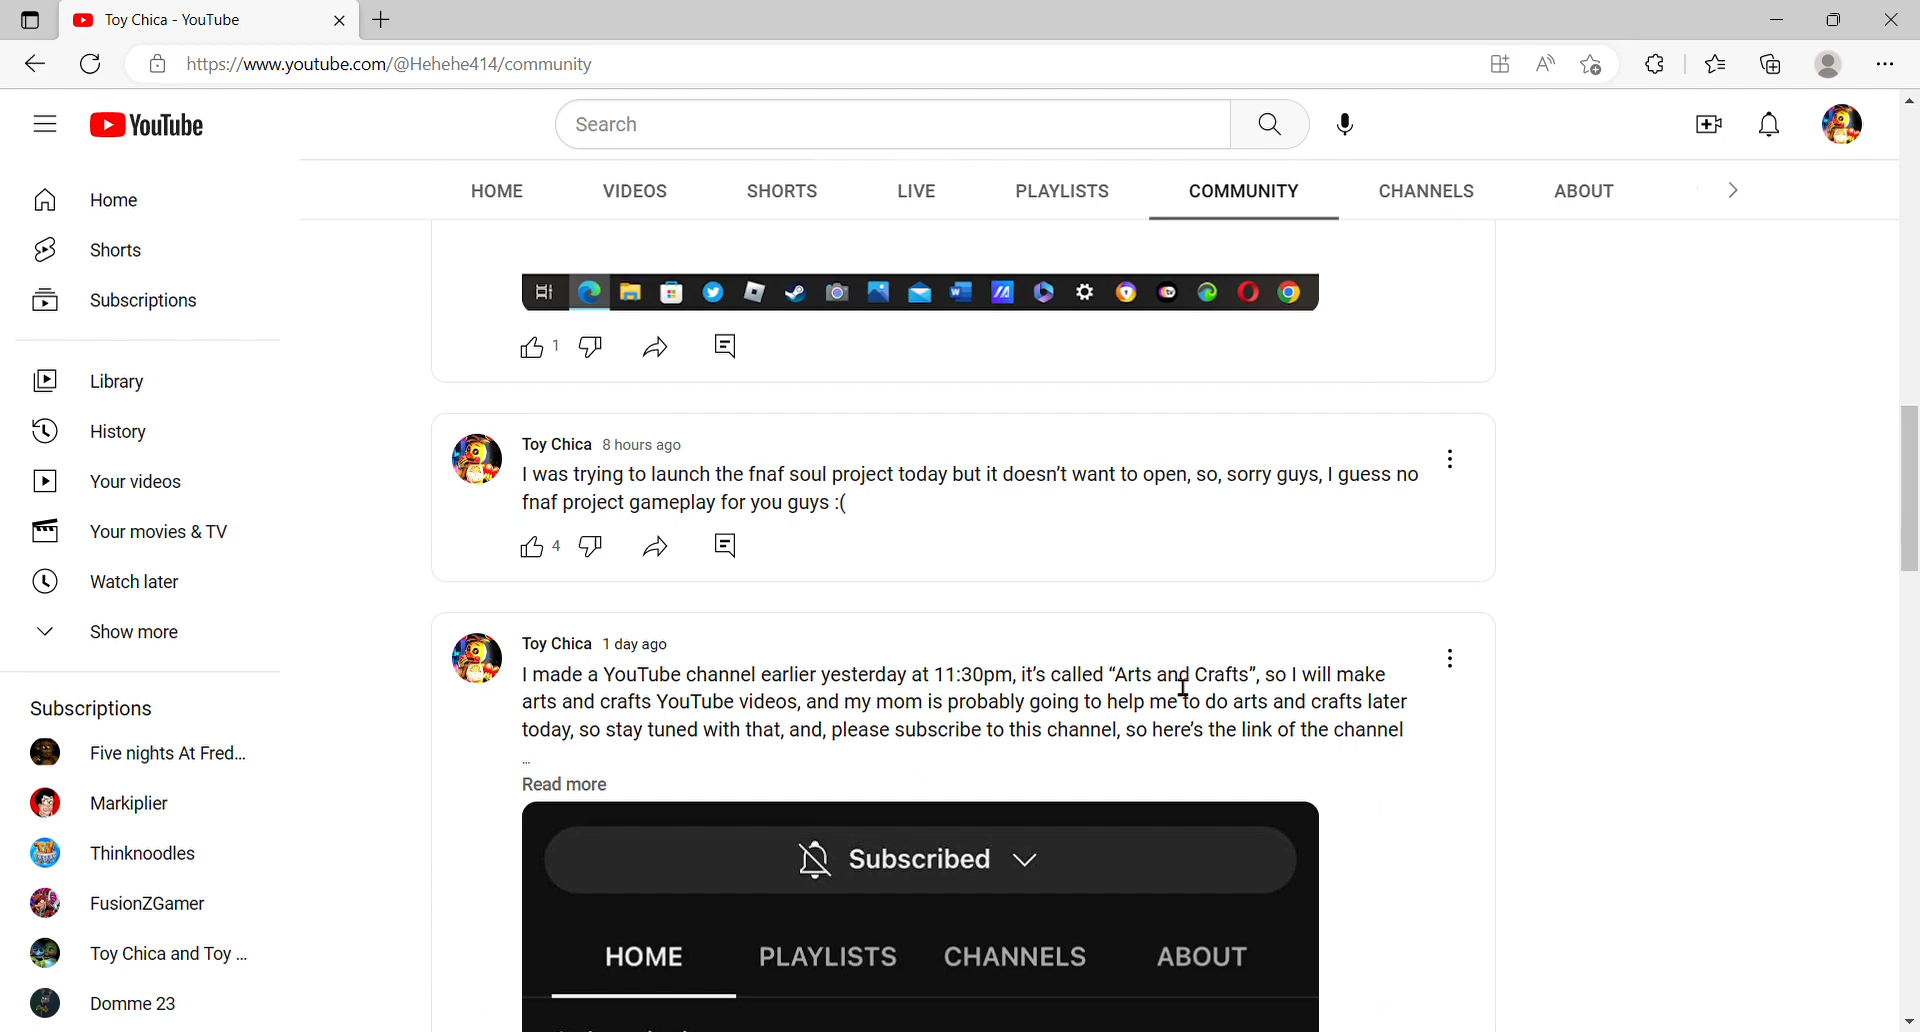 Toy Chica - YouTube
https://www.youtube.com/@Hehehe414/community
YouTube
Search
HOME VIDEOS SHORTS LIVE PLAYLISTS COMMUNITY CHANNELS ABOUT
Home
Shorts
Subscriptions
Library
History
Your videos
Your movies & TV
Watch later
Show more
Subscriptions
Five nights At Fred...
Markiplier
Thinknoodles
FusionZGamer
Toy Chica and Toy ...
Domme 23
1
Toy Chica 8 hours ago
I was trying to launch the fnaf soul project today but it doesn’t want to open, so, sorry guys, I guess no
fnaf project gameplay for you guys :(
4
Toy Chica 1 day ago
I made a YouTube channel earlier yesterday at 11:30pm, it’s called “Arts and Crafts”, so I will make
arts and crafts YouTube videos, and my mom is probably going to help me to do arts and crafts later
today, so stay tuned with that, and, please subscribe to this channel, so here’s the link of the channel
...
Read more
Subscribed
HOME PLAYLISTS CHANNELS ABOUT